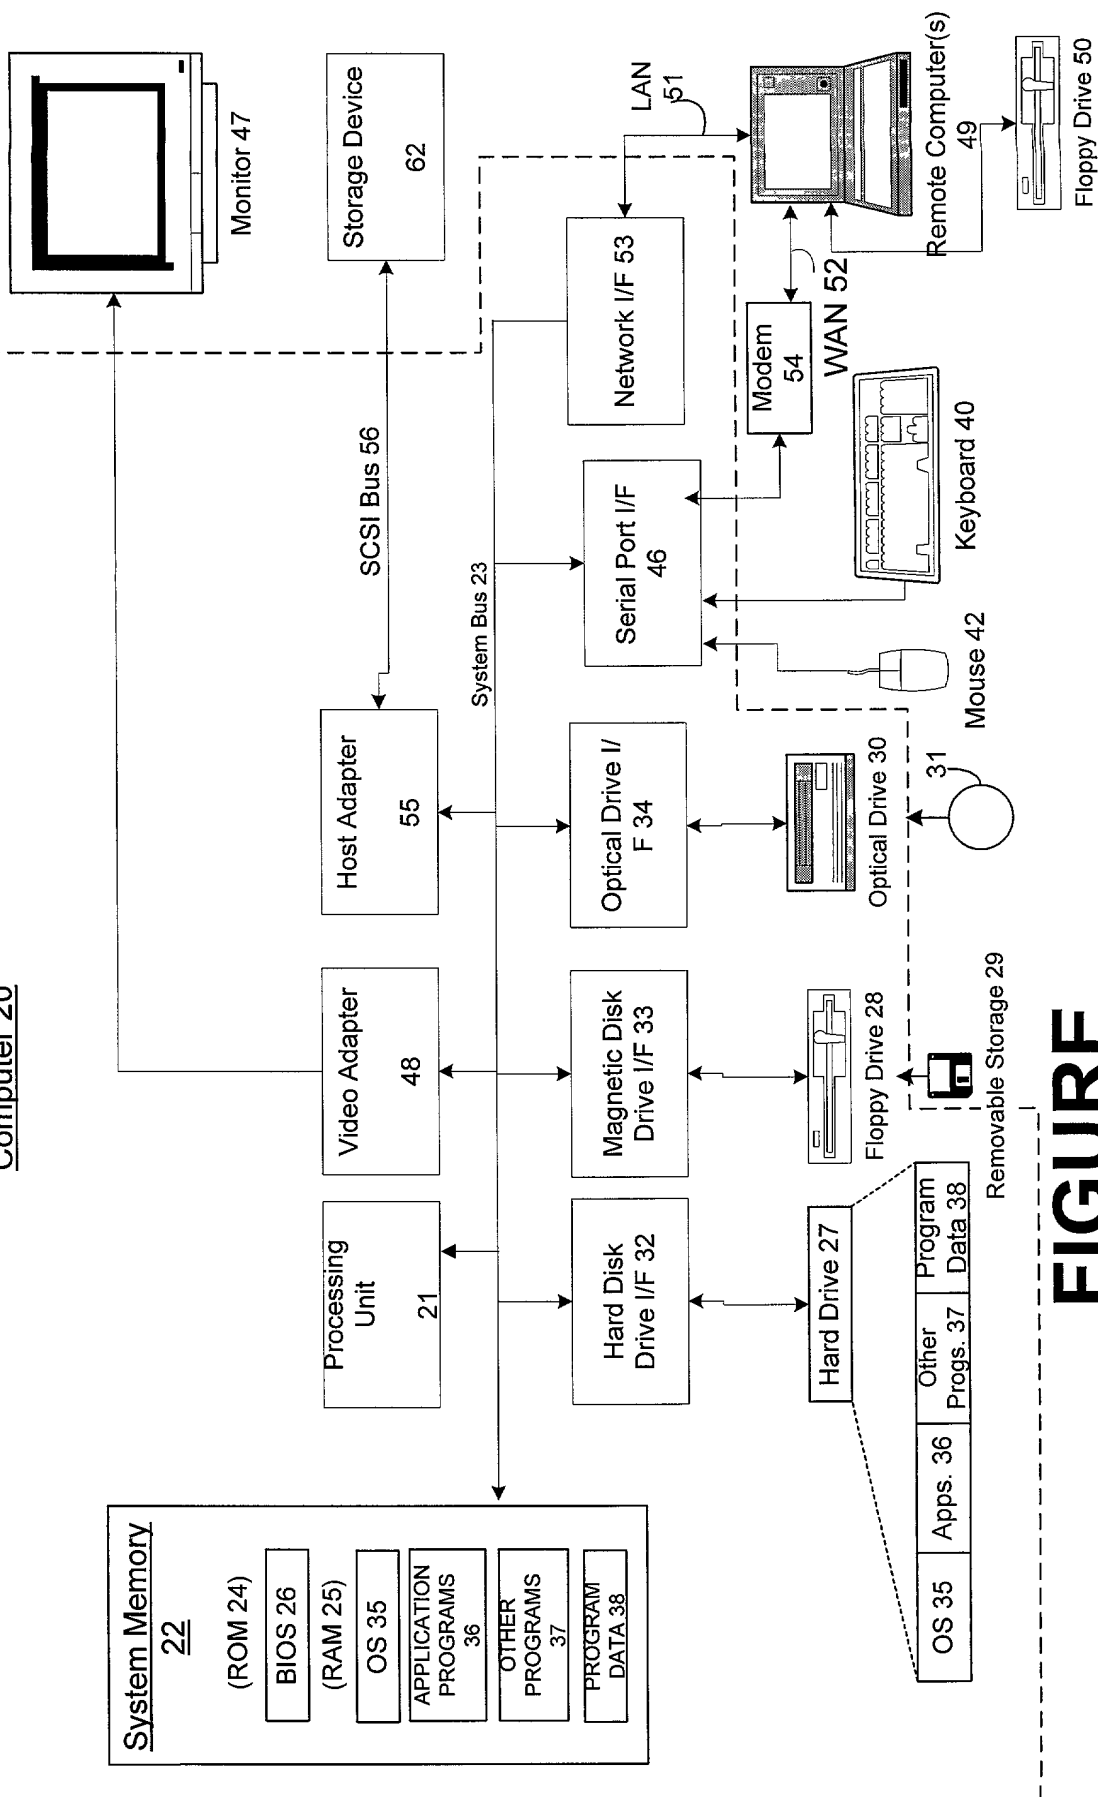 Computer 20
System Memory
22
(ROM 24)
BIOS 26
(RAM 25)
OS 35
APPLICATION
PROGRAMS
36
OTHER
PROGRAMS
37
PROGRAM
DATA 38
Processing
Unit
21
Video Adapter
48
Host Adapter
55
Monitor 47
Storage Device
62
SCSI Bus 56
System Bus 23
Hard Disk
Drive I/F 32
Magnetic Disk
Drive I/F 33
Optical Drive I/
F 34
Serial Port I/F
46
Network I/F 53
LAN
51
Hard Drive 27
Floppy Drive 28
Optical Drive 30
Modem
54
WAN 52
Remote Computer(s)
49
Floppy Drive 50
OS 35
Apps. 36
Other
Progs. 37
Program
Data 38
Removable Storage 29
31
Mouse 42
Keyboard 40
FIGURE